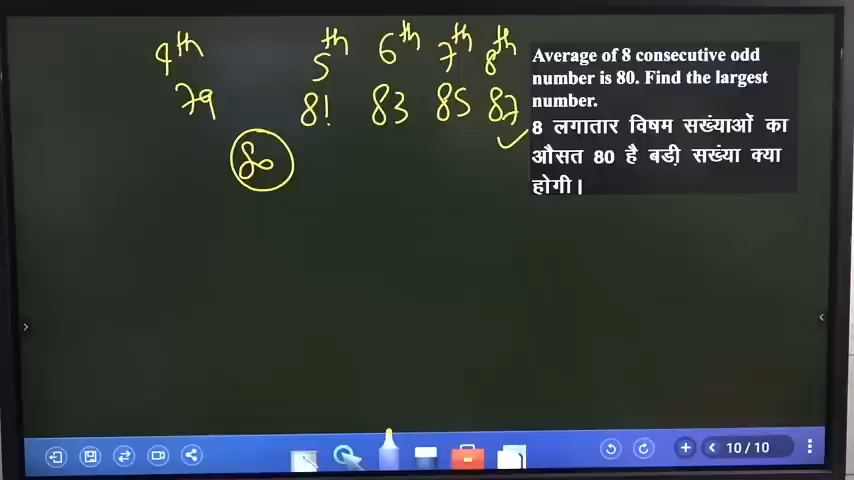 4th 5th 6th 7th 8th
79 81 83 85 87
80
Average of 8 consecutive odd
number is 80. Find the largest
number.
8 लगातार विषम सख्ंयाओं का
औसत 80 है बडी़ सख्ंया क्या
होगी।
10/10